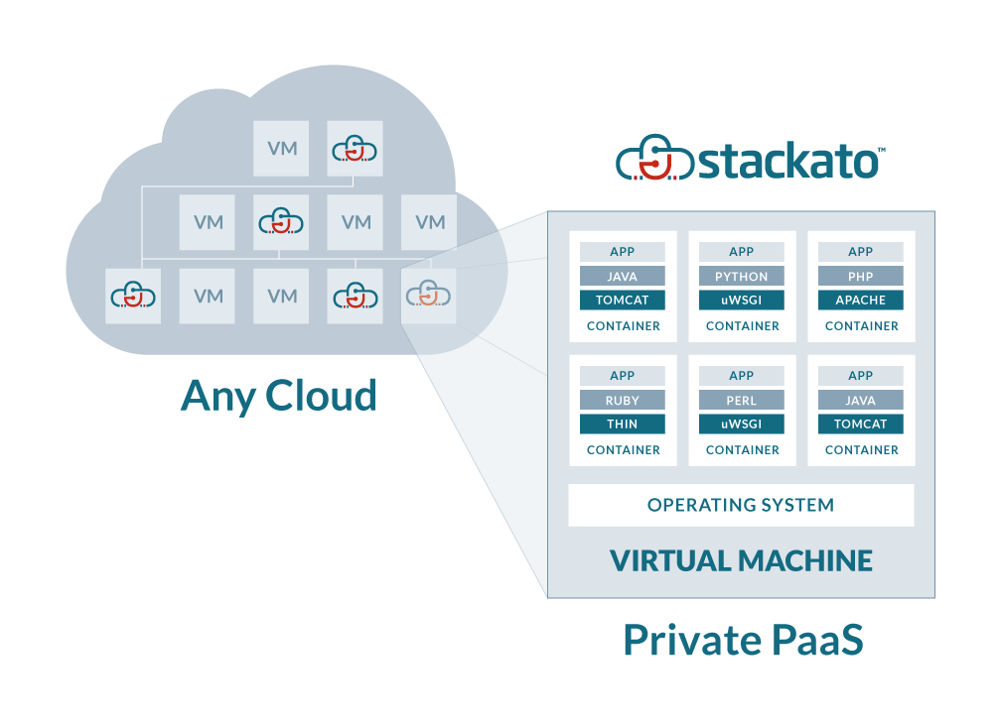 VM
VM VM VM
VM VM
Any Cloud
stackato™
APP APP APP
JAVA PYTHON PHP
TOMCAT uWSGI APACHE
CONTAINER CONTAINER CONTAINER
APP APP APP
RUBY PERL JAVA
THIN uWSGI TOMCAT
CONTAINER CONTAINER CONTAINER
OPERATING SYSTEM
VIRTUAL MACHINE
Private PaaS